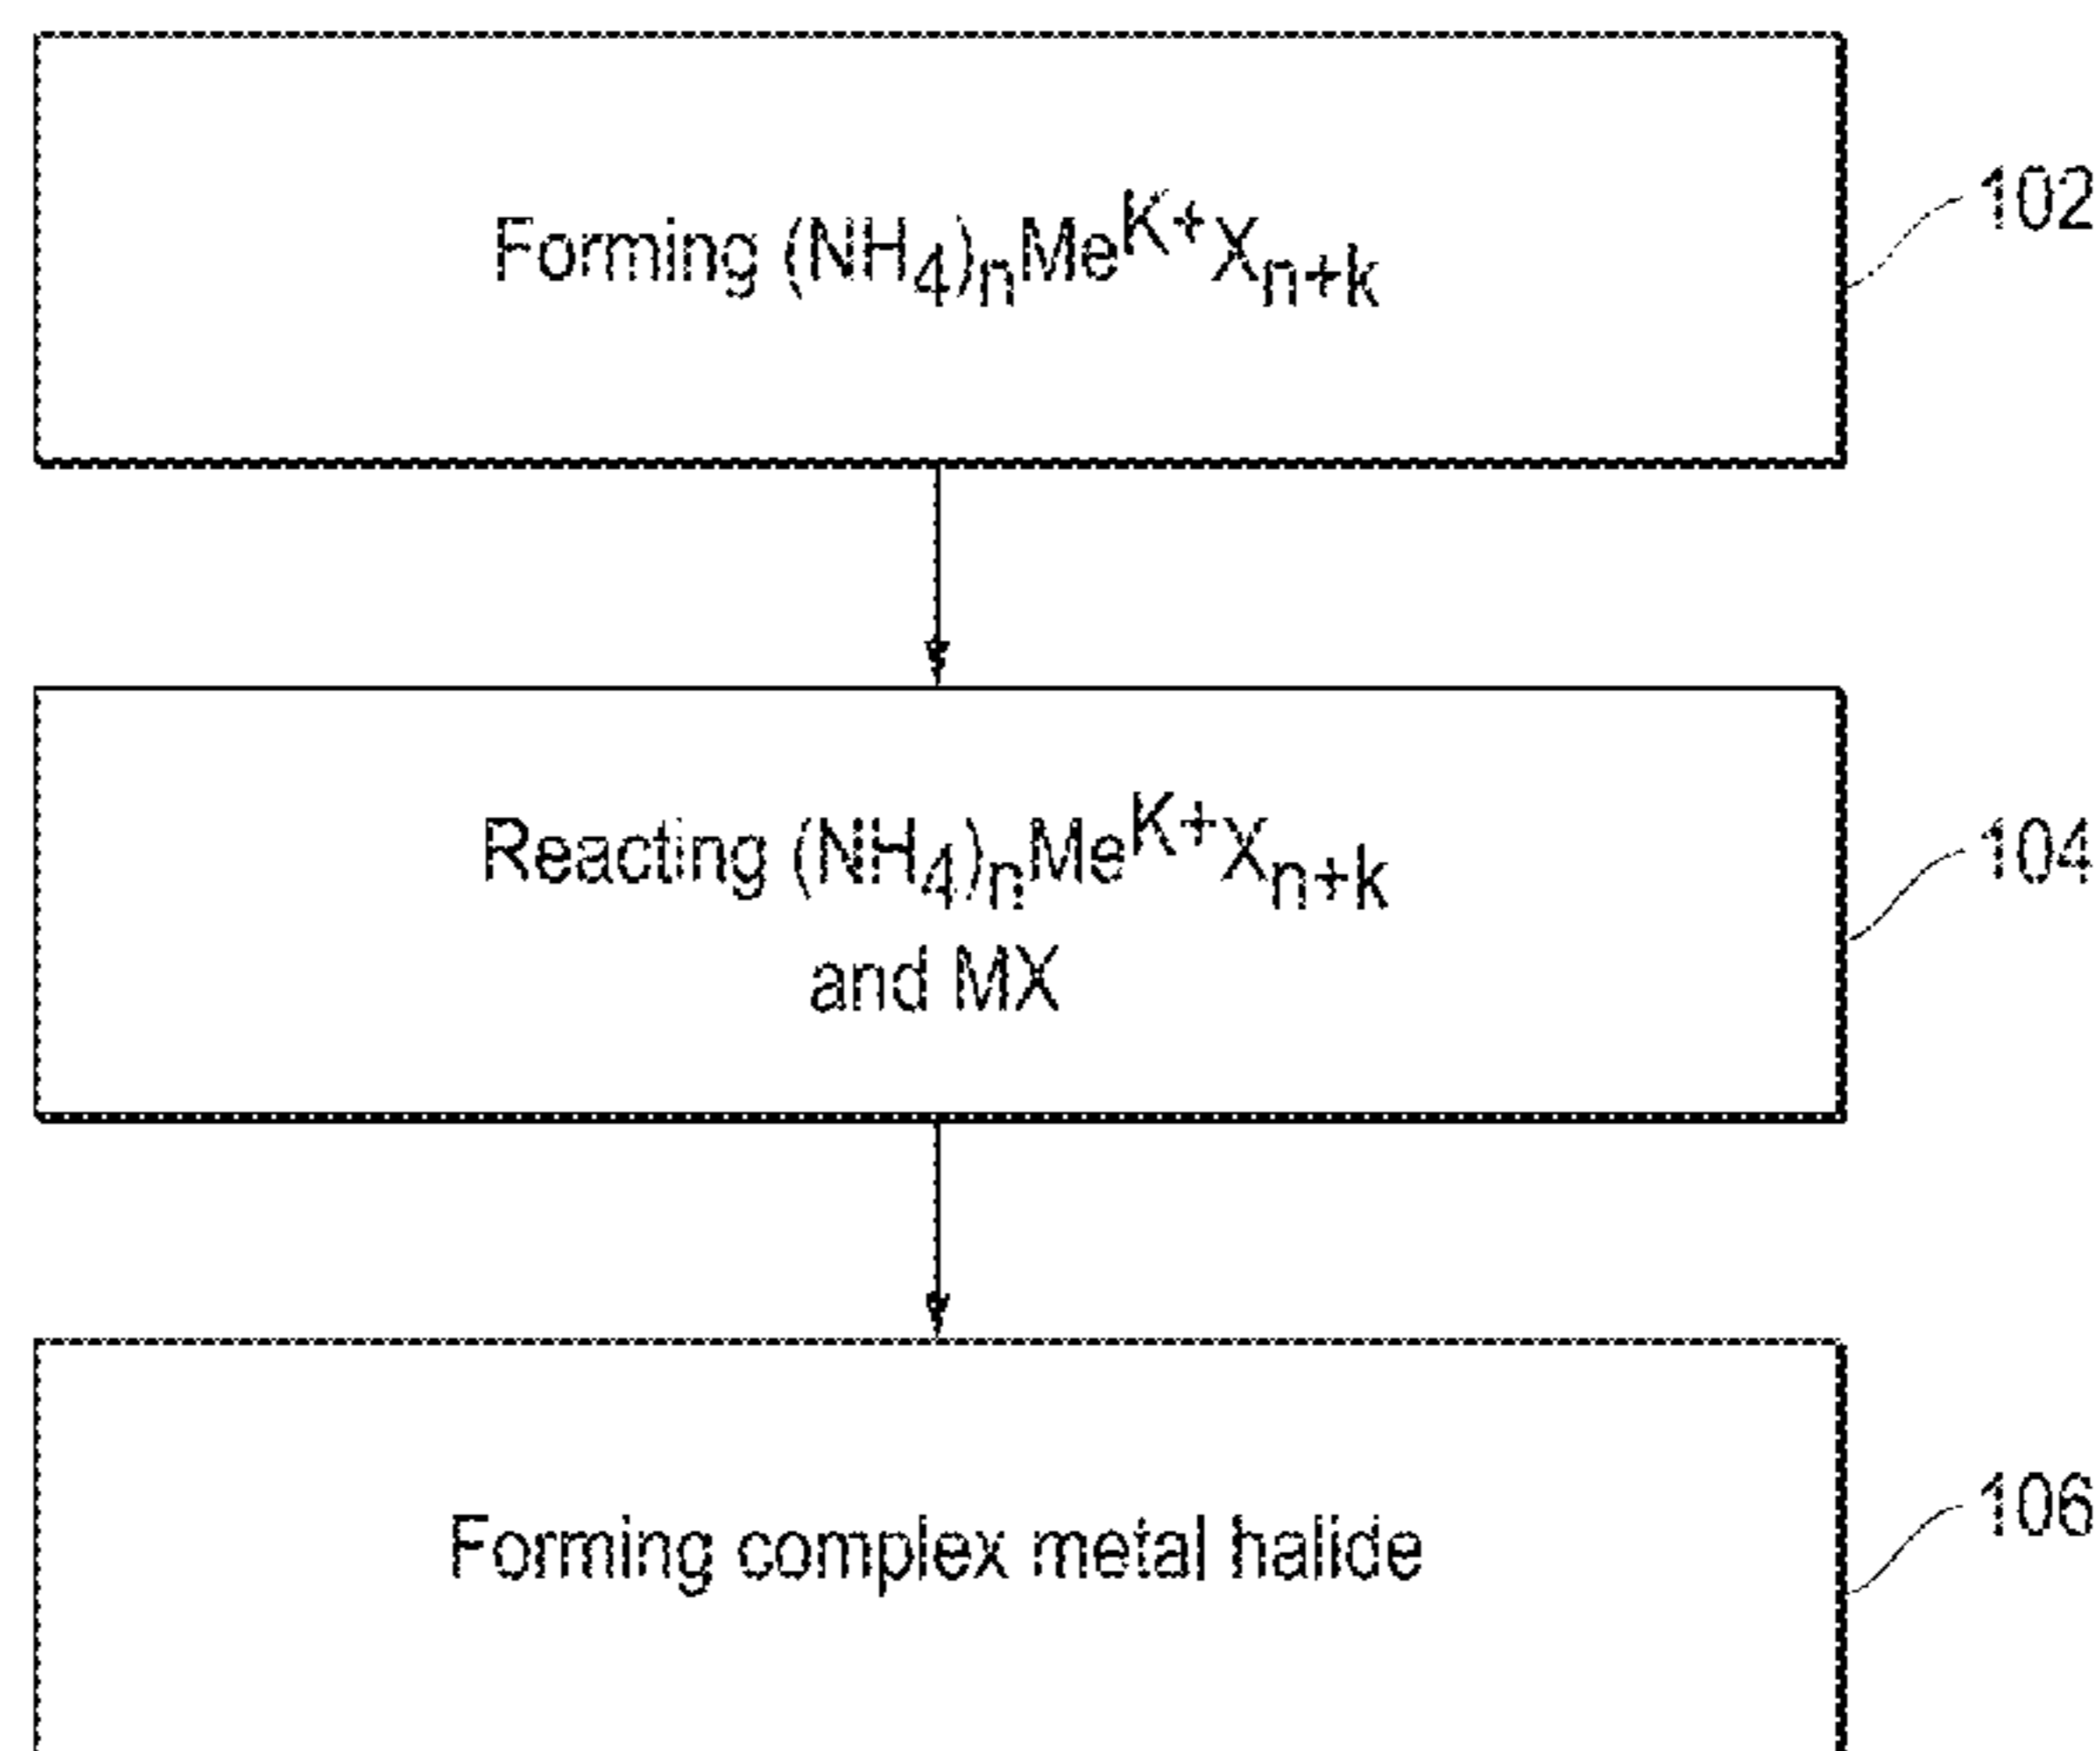 Forming (NH₄)ₙMeᴷ⁺Xₙ₊ₖ
102
Reacting (NH₄)ₙMeᴷ⁺Xₙ₊ₖ
and MX
104
Forming complex metal halide
106